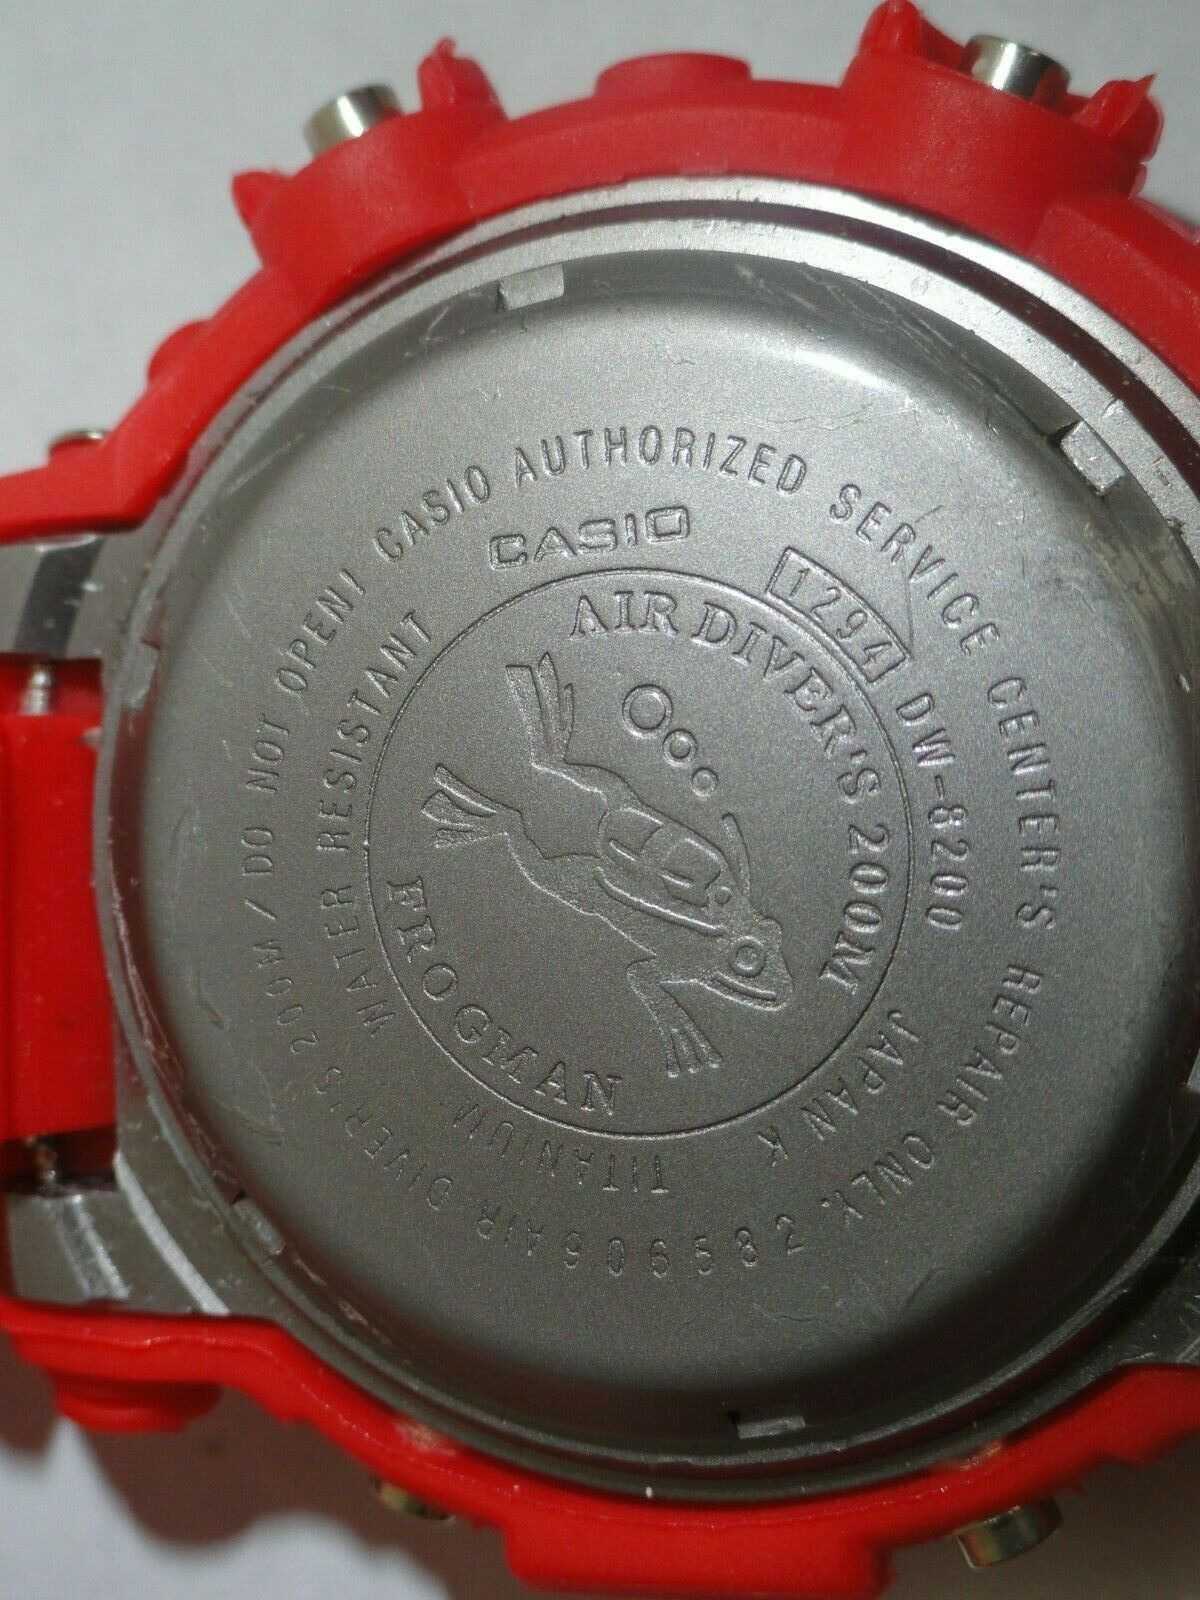 AIR DIVER'S 200M / DO NOT OPEN! CASIO AUTHORIZED SERVICE CENTER'S REPAIR ONLY.
906582
CASIO
1294
DW-8200
JAPAN K
TITANIUM
WATER RESISTANT
AIR DIVER'S 200M
FROGMAN